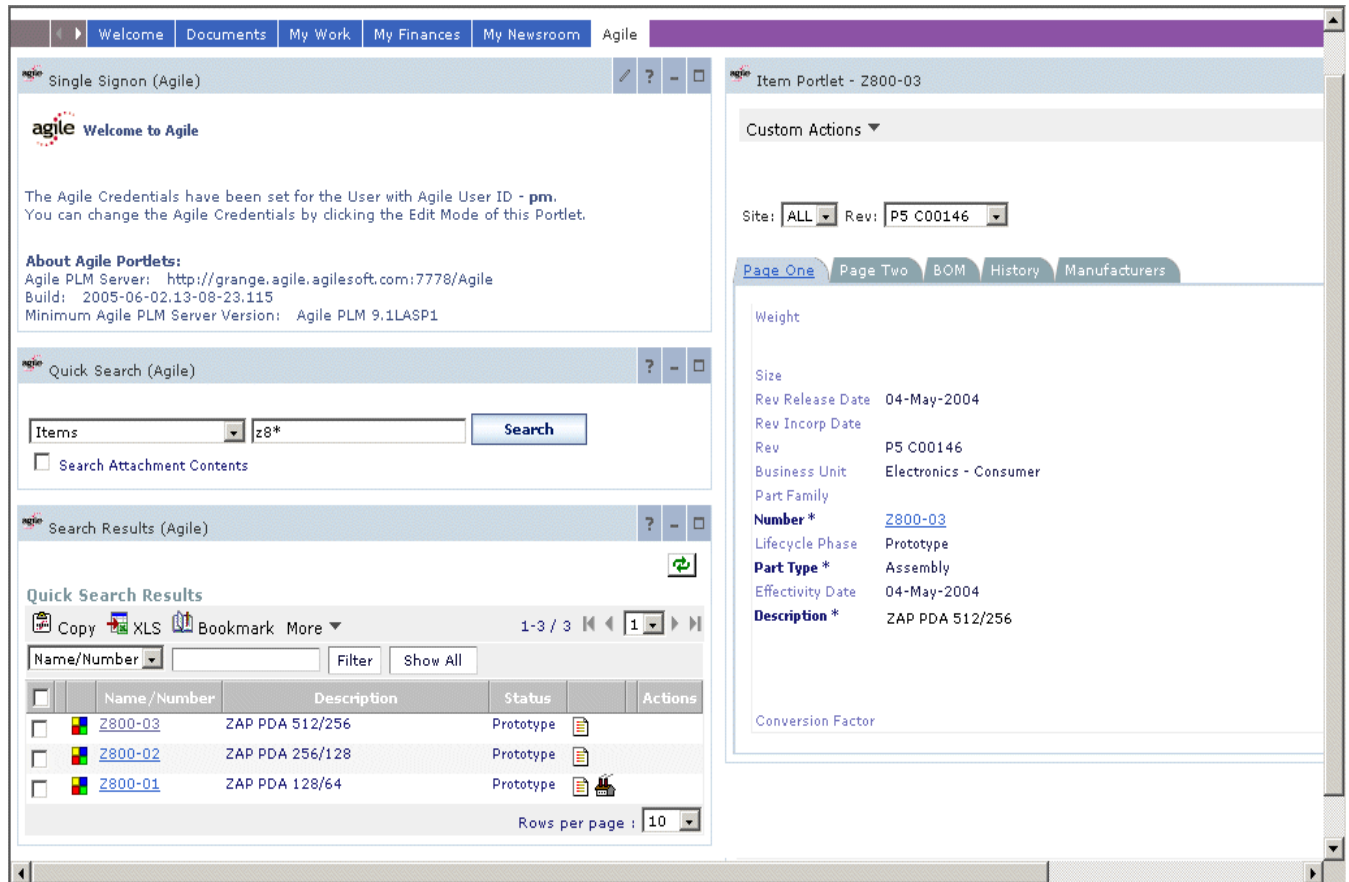 Welcome Documents My Work My Finances My Newsroom Agile
agile Single Signon (Agile) ?
agile Welcome to Agile
The Agile Credentials have been set for the User with Agile User ID - pm.
You can change the Agile Credentials by clicking the Edit Mode of this Portlet.
About Agile Portlets:
Agile PLM Server: http://grange.agile.agilesoft.com:7778/Agile
Build: 2005-06-02.13-08-23.115
Minimum Agile PLM Server Version: Agile PLM 9.1LASP1
agile Quick Search (Agile) ?
Items z8* Search
Search Attachment Contents
agile Search Results (Agile) ?
Quick Search Results
Copy XLS Bookmark More 1-3 / 3 1
Name/Number Filter Show All
Name/Number Description Status Actions
Z800-03 ZAP PDA 512/256 Prototype
Z800-02 ZAP PDA 256/128 Prototype
Z800-01 ZAP PDA 128/64 Prototype
Rows per page : 10
agile Item Portlet - Z800-03
Custom Actions
Site: ALL Rev: P5 C00146
Page One Page Two BOM History Manufacturers
Weight
Size
Rev Release Date 04-May-2004
Rev Incorp Date
Rev P5 C00146
Business Unit Electronics - Consumer
Part Family
Number * Z800-03
Lifecycle Phase Prototype
Part Type * Assembly
Effectivity Date 04-May-2004
Description * ZAP PDA 512/256
Conversion Factor